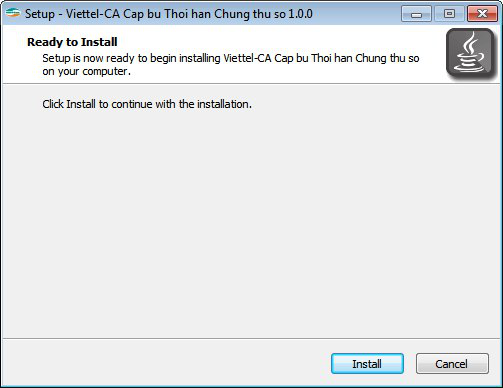 Setup - Viettel-CA Cap bu Thoi han Chung thu so 1.0.0
Ready to Install
Setup is now ready to begin installing Viettel-CA Cap bu Thoi han Chung thu so
on your computer.
Click Install to continue with the installation.
Install
Cancel